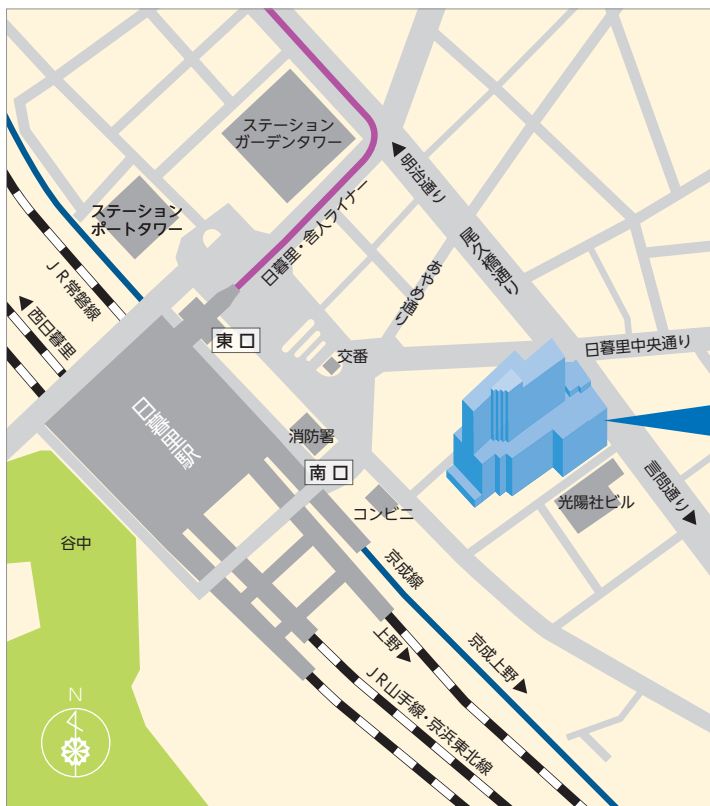 ステーション
ガーデンタワー
明治通り
ステーション
ポートタワー
日暮里・舎人ライナー
尾久橋通り
あやめ通り
JR常磐線
西日暮里
東口
交番
日暮里中央通り
日暮里駅
消防署
南口
コンビニ
光陽社ビル
言問通り
谷中
京成線
上野
京成上野
JR山手線・京浜東北線
N